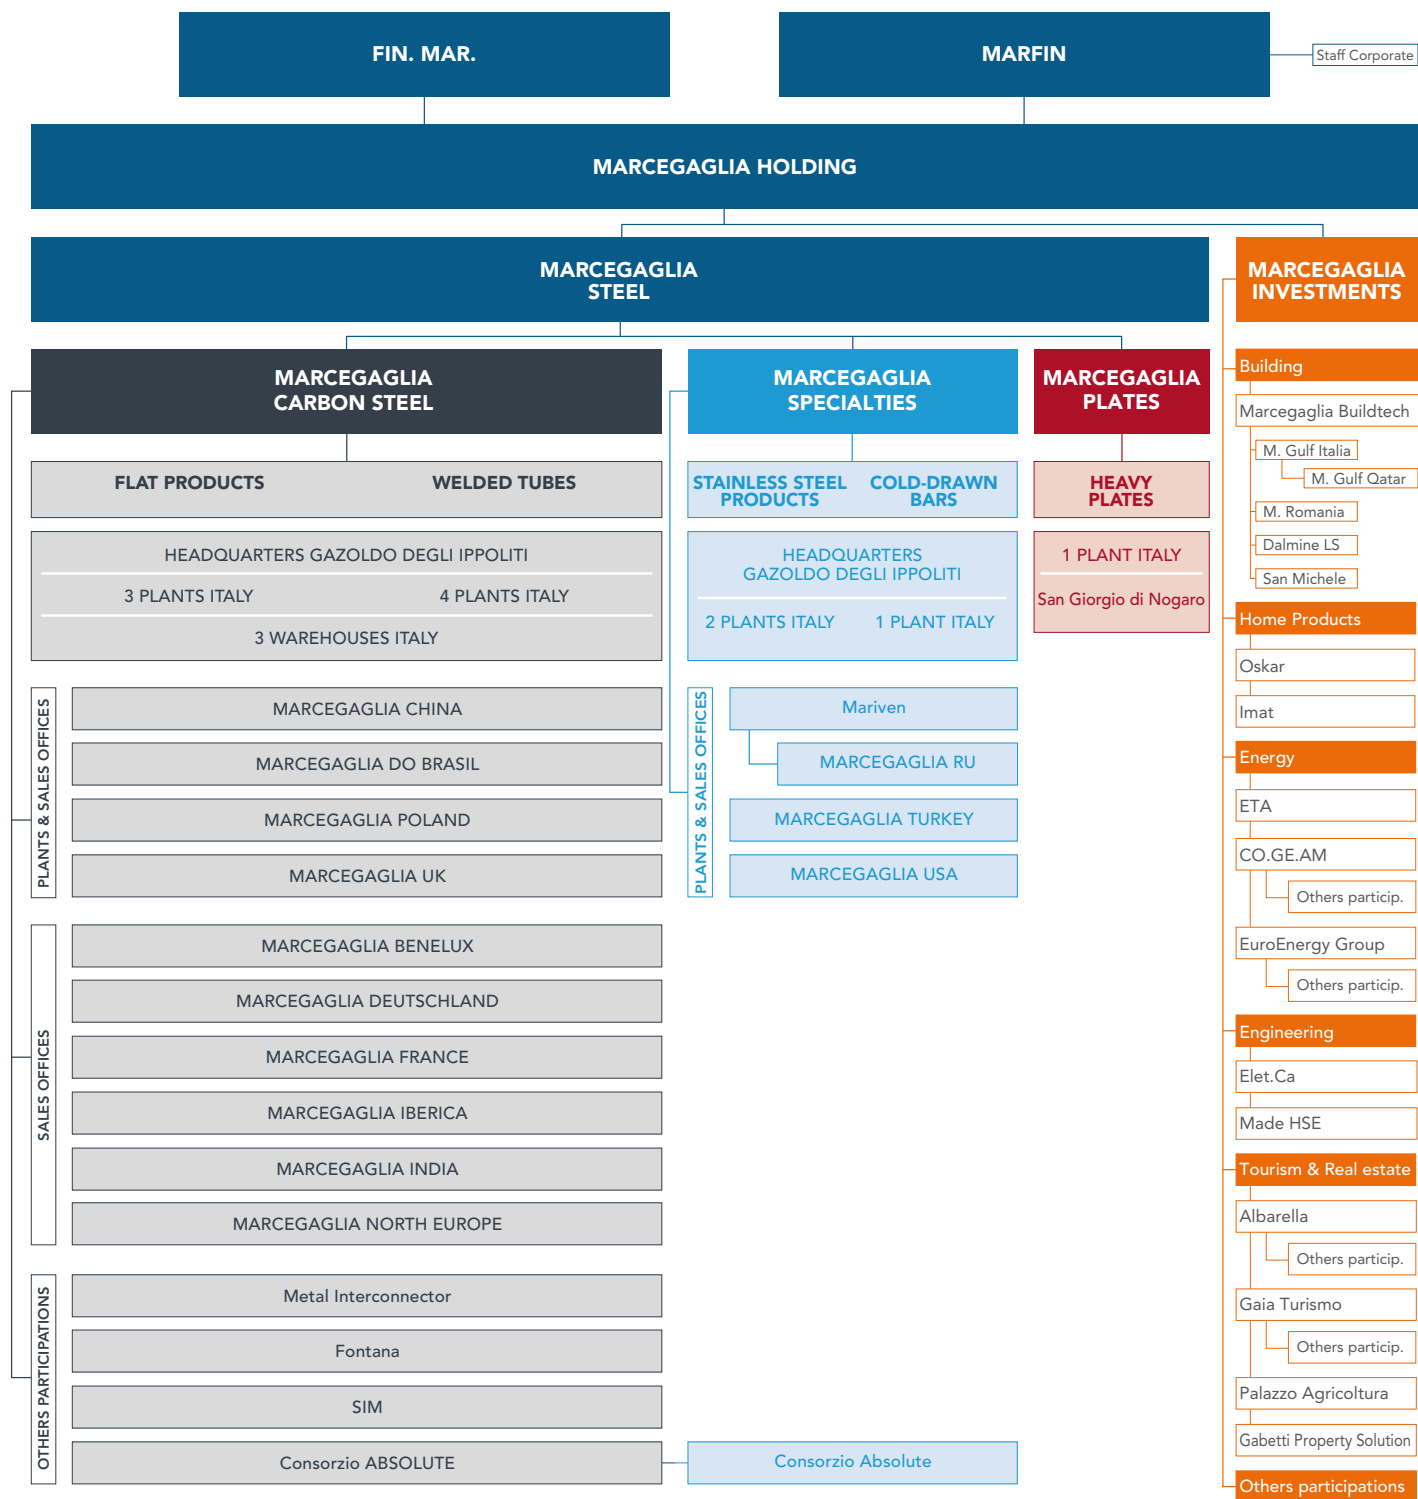 FIN. MAR.
MARFIN
Staff Corporate
MARCEGAGLIA HOLDING
MARCEGAGLIA
STEEL
MARCEGAGLIA
INVESTMENTS
MARCEGAGLIA
CARBON STEEL
FLAT PRODUCTS
WELDED TUBES
HEADQUARTERS GAZOLDO DEGLI IPPOLITI
3 PLANTS ITALY
4 PLANTS ITALY
3 WAREHOUSES ITALY
PLANTS & SALES OFFICES
MARCEGAGLIA CHINA
MARCEGAGLIA DO BRASIL
MARCEGAGLIA POLAND
MARCEGAGLIA UK
SALES OFFICES
MARCEGAGLIA BENELUX
MARCEGAGLIA DEUTSCHLAND
MARCEGAGLIA FRANCE
MARCEGAGLIA IBERICA
MARCEGAGLIA INDIA
MARCEGAGLIA NORTH EUROPE
OTHERS PARTICIPATIONS
Metal Interconnector
Fontana
SIM
Consorzio ABSOLUTE
MARCEGAGLIA
SPECIALTIES
STAINLESS STEEL
PRODUCTS
COLD-DRAWN
BARS
HEADQUARTERS
GAZOLDO DEGLI IPPOLITI
2 PLANTS ITALY
1 PLANT ITALY
PLANTS & SALES OFFICES
Mariven
MARCEGAGLIA RU
MARCEGAGLIA TURKEY
MARCEGAGLIA USA
Consorzio Absolute
MARCEGAGLIA
PLATES
HEAVY
PLATES
1 PLANT ITALY
San Giorgio di Nogaro
Building
Marcegaglia Buildtech
M. Gulf Italia
M. Gulf Qatar
M. Romania
Dalmine LS
San Michele
Home Products
Oskar
Imat
Energy
ETA
CO.GE.AM
Others particip.
EuroEnergy Group
Others particip.
Engineering
Elet.Ca
Made HSE
Tourism & Real estate
Albarella
Others particip.
Gaia Turismo
Others particip.
Palazzo Agricoltura
Gabetti Property Solution
Others participations